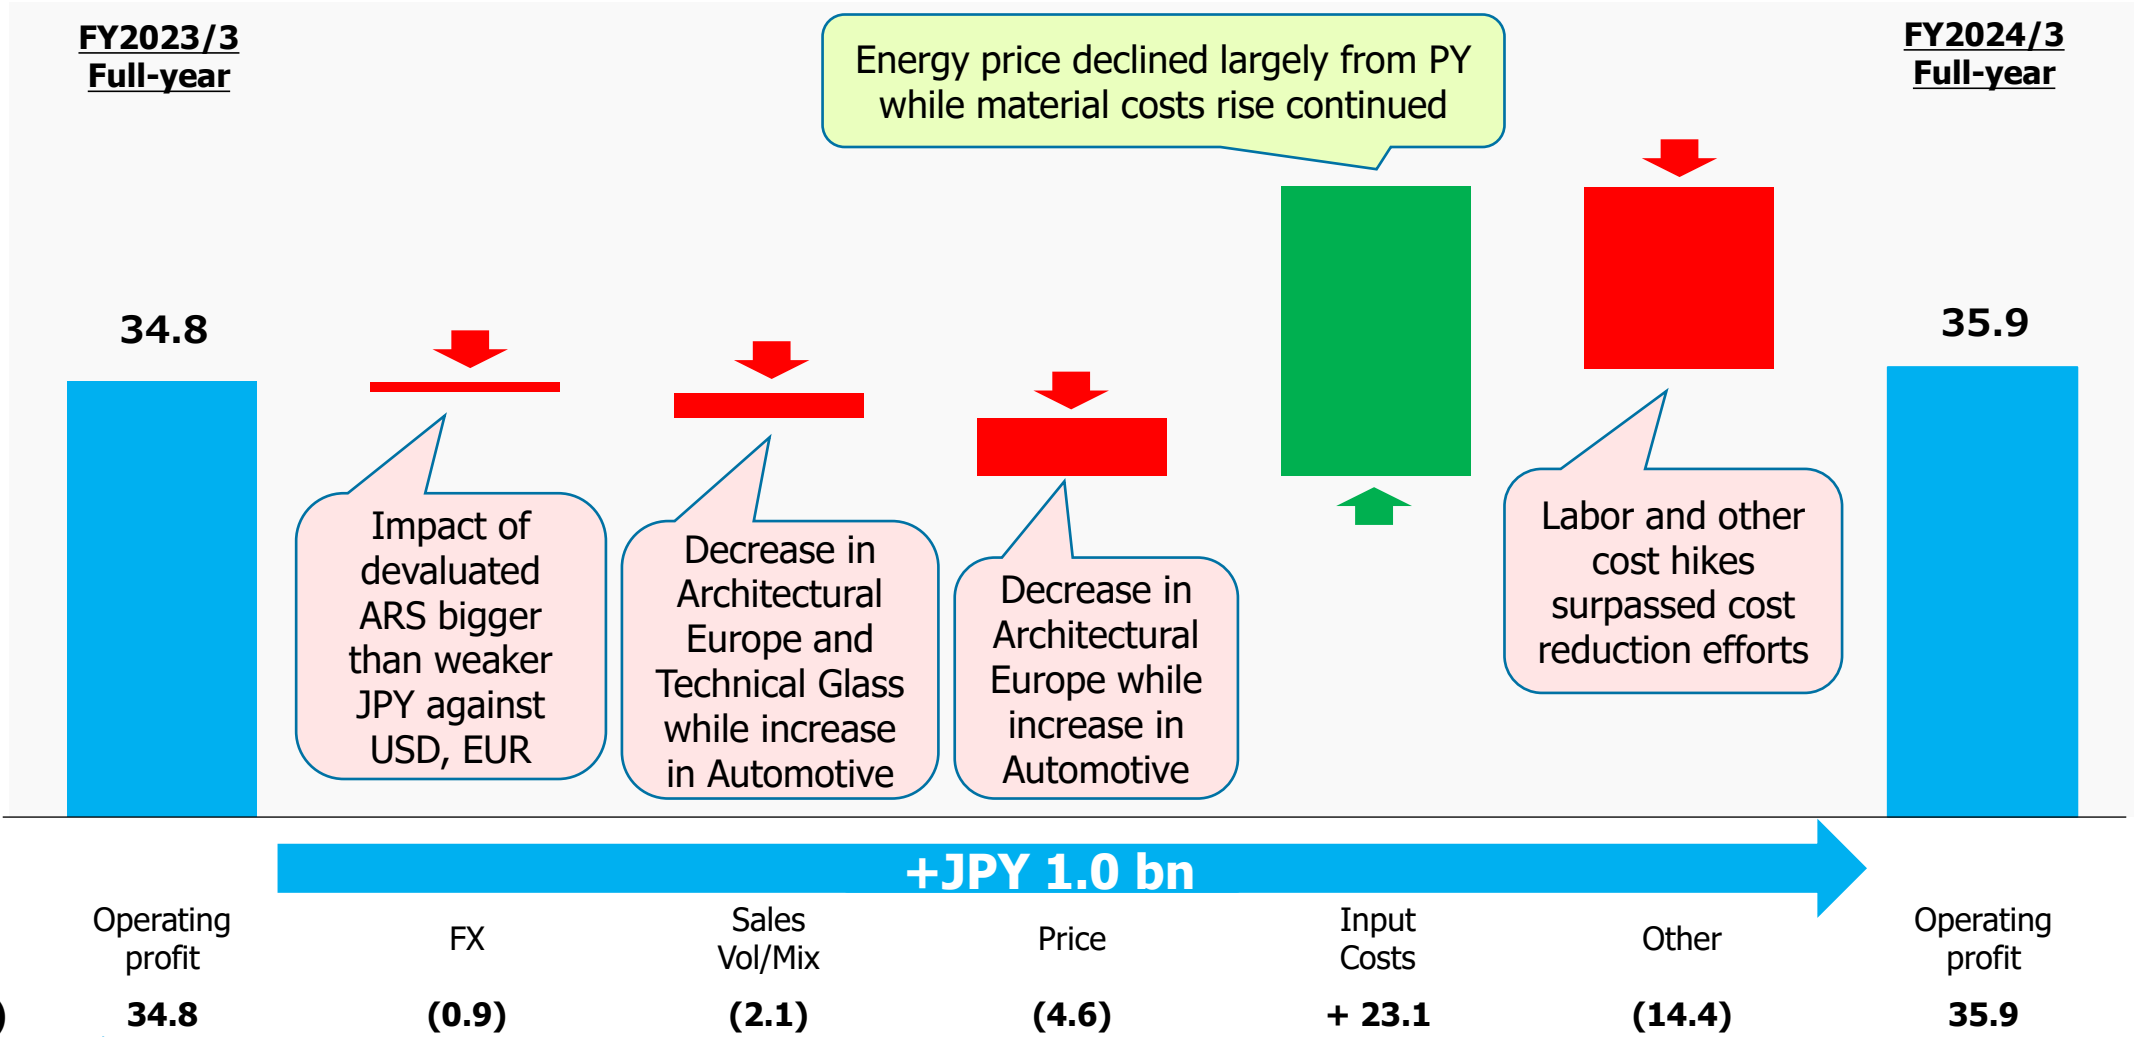 FY2023/3
Full-year
FY2024/3
Full-year
Energy price declined largely from PY
while material costs rise continued
34.8
35.9
Impact of
devaluated
ARS bigger
than weaker
JPY against
USD, EUR
Decrease in
Architectural
Europe and
Technical Glass
while increase
in Automotive
Decrease in
Architectural
Europe while
increase in
Automotive
Labor and other
cost hikes
surpassed cost
reduction efforts
+JPY 1.0 bn
Operating
profit
FX
Sales
Vol/Mix
Price
Input
Costs
Other
Operating
profit
) 34.8 (0.9) (2.1) (4.6) + 23.1 (14.4) 35.9